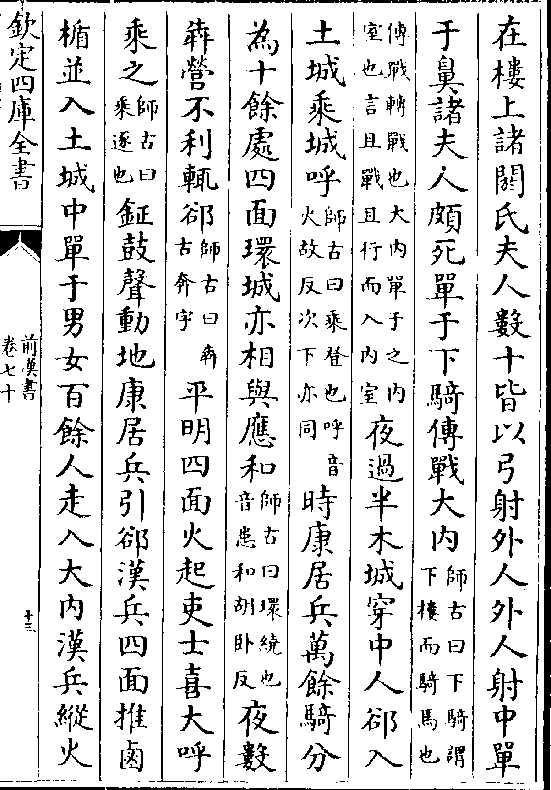 在樓上諸閼氏夫人數十皆以弓射外人外人射中單
于鼻諸夫人頗死單于下騎傳戰大内師古曰下騎謂下樓而騎馬也
傳戰轉戰也大内單于之内室也言且戰且行而入内室夜過半木城穿中人郤入
土城乘城呼師古曰乘登也呼音火故反次下亦同時康居兵萬餘騎分
為十餘處四面環城亦相與應和師古曰環繞也音患和胡卧反夜數
犇營不利輒郤師古曰犇古奔字平明四面火起吏士喜大呼
乘之師古曰乘逐也鉦鼓聲動地康居兵引郤漢兵四面推鹵
楯並入土城中單于男女百餘人走入大内漢兵縱火
欽定四庫全書
前漢書
卷七十
十三